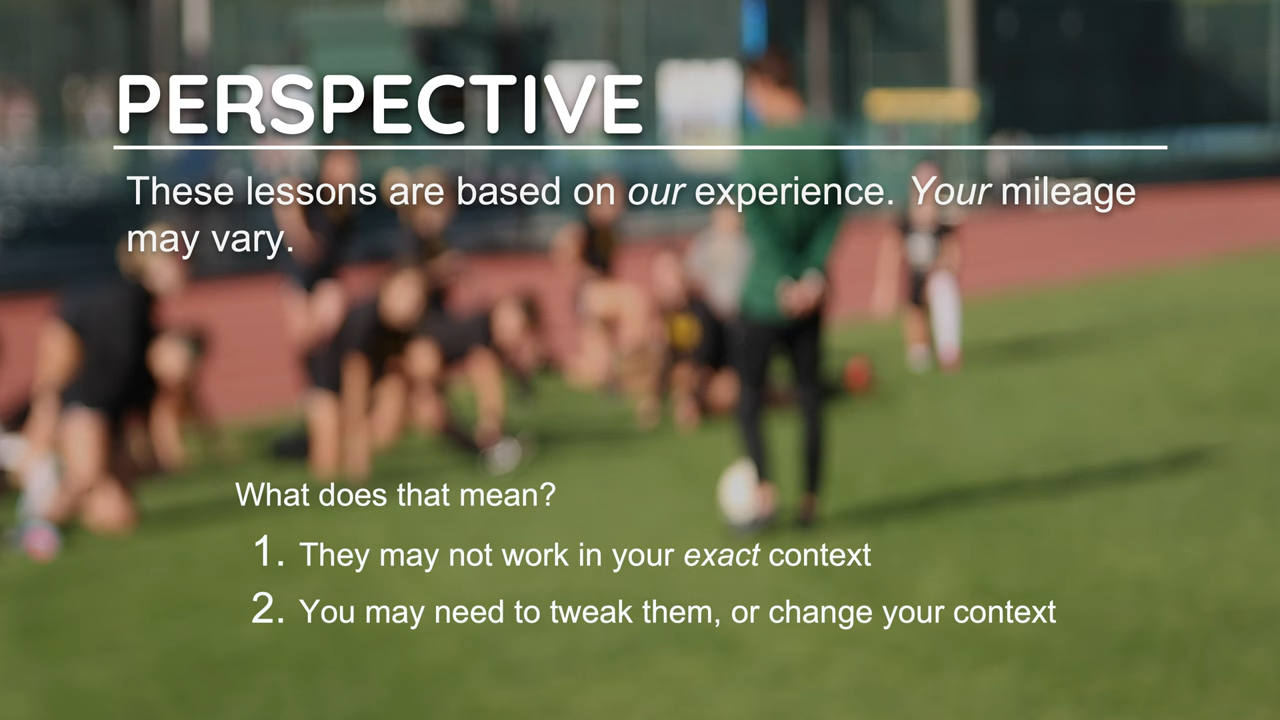 PERSPECTIVE
These lessons are based on our experience. Your mileage
may vary.
What does that mean?
1. They may not work in your exact context
2. You may need to tweak them, or change your context